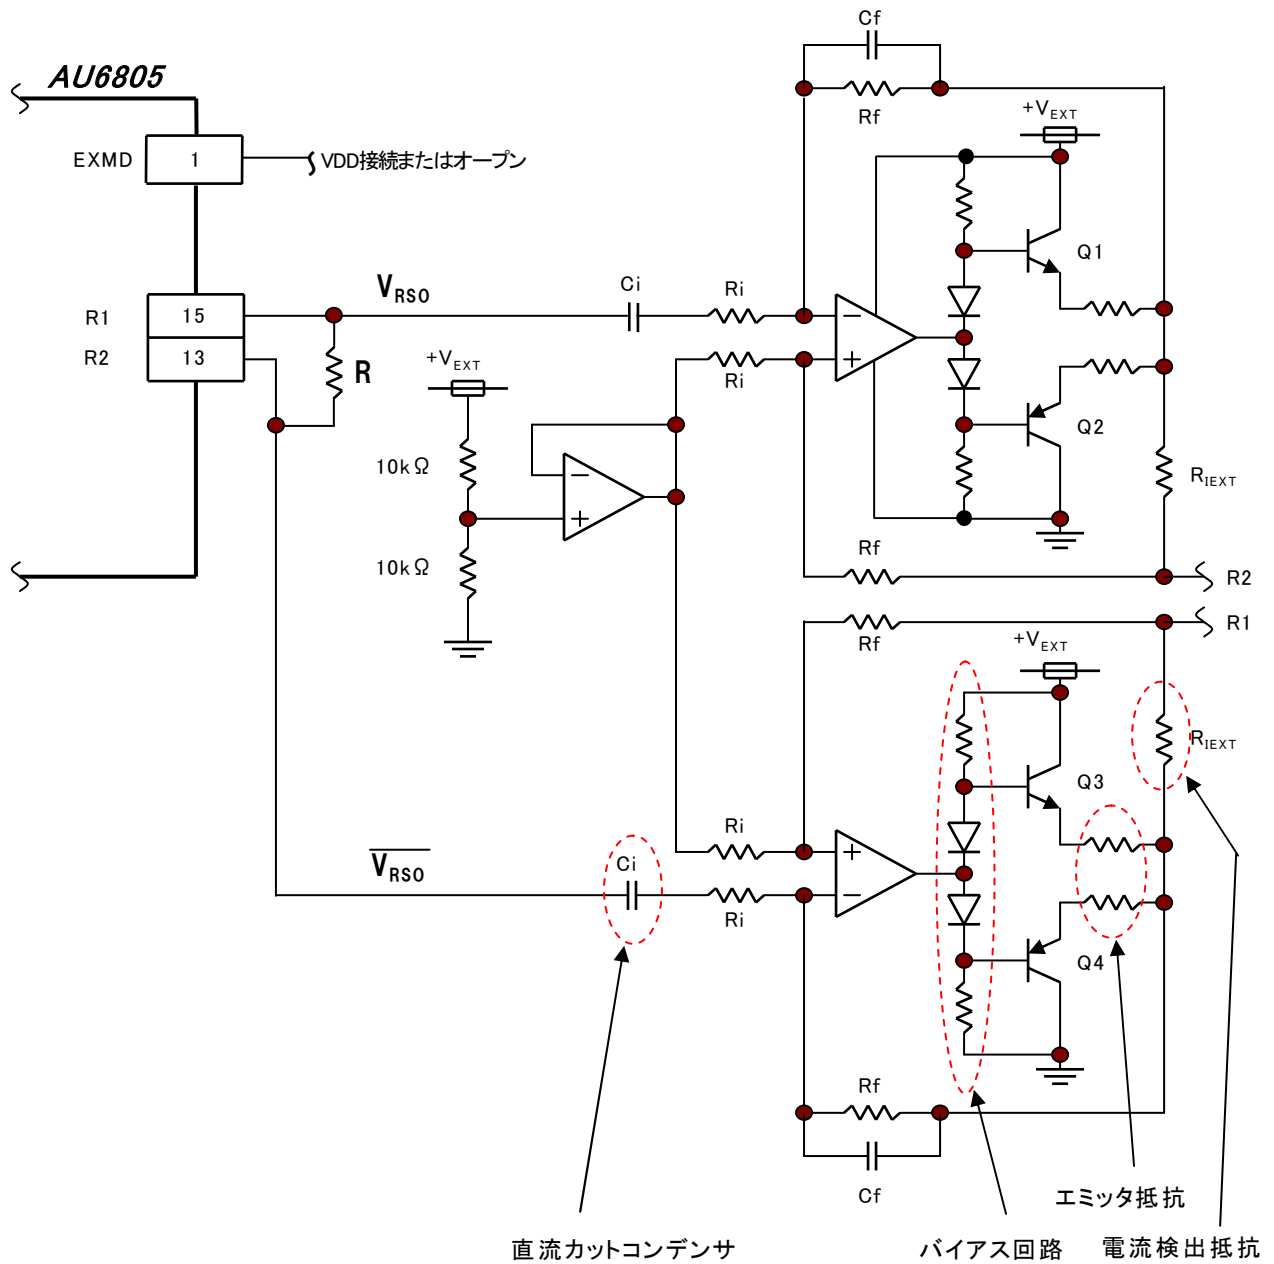 Cf
AU6805
Rf
+VEXT
EXMD
1
VDD接続またはオープン
Q1
VRSO
Ci
Ri
R1
15
R2
13
+VEXT
R
Ri
Q2
10kΩ
RIEXT
10kΩ
Rf
R2
R1
Rf
+VEXT
RIEXT
Q3
Ri
VRSO
Ci
Ri
Q4
Rf
Cf
エミッタ抵抗
直流カットコンデンサ
バイアス回路
電流検出抵抗